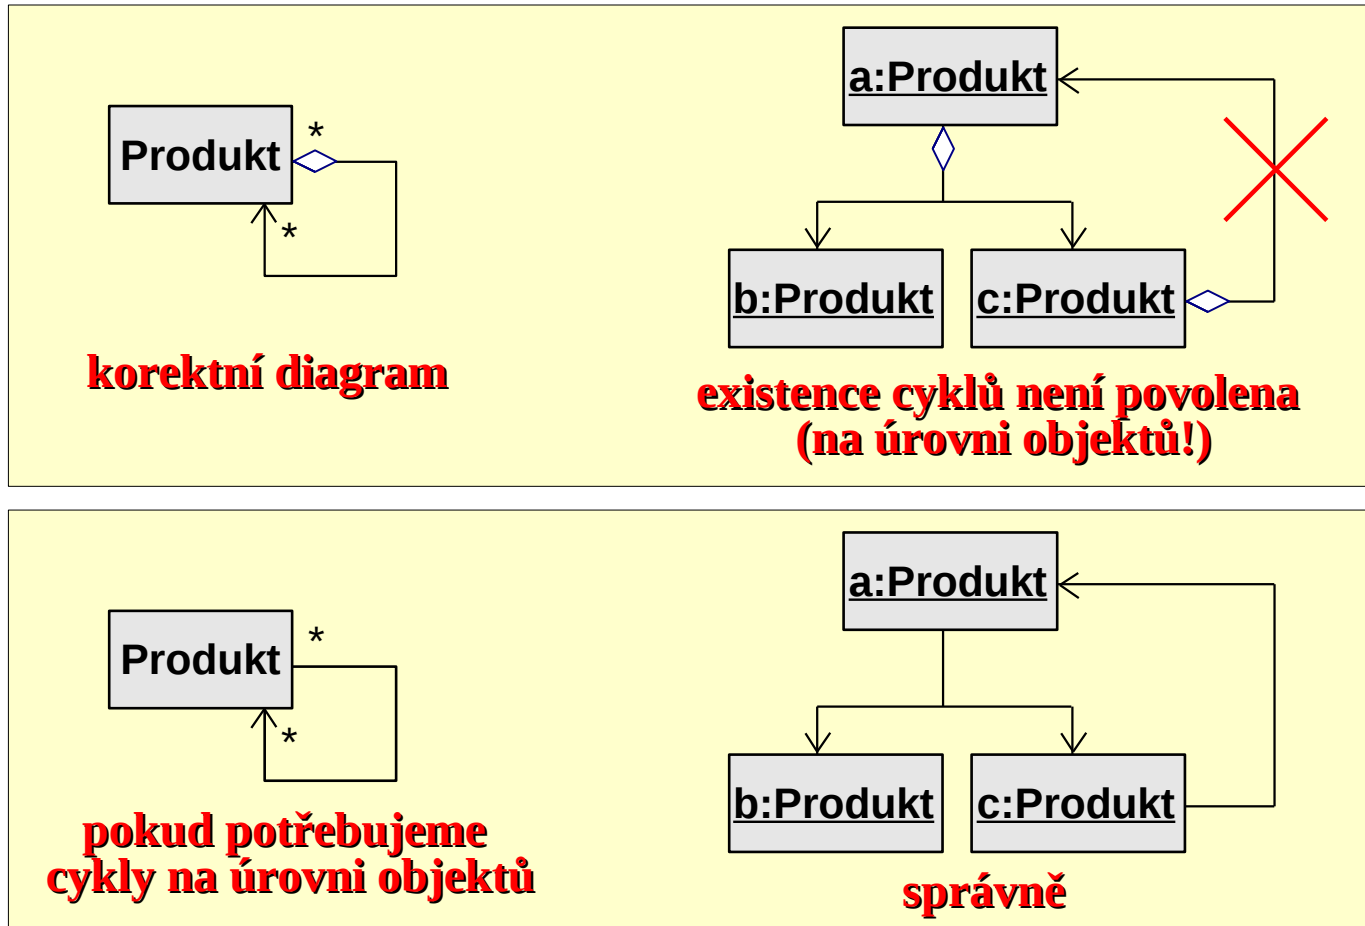 a:Produkt
*
Produkt
*
b:Produkt
c:Produkt
korektní diagram
existence cyklů není povolena
(na úrovni objektů!)
a:Produkt
*
Produkt
*
b:Produkt
c:Produkt
pokud potřebujeme
cykly na úrovni objektů
správně